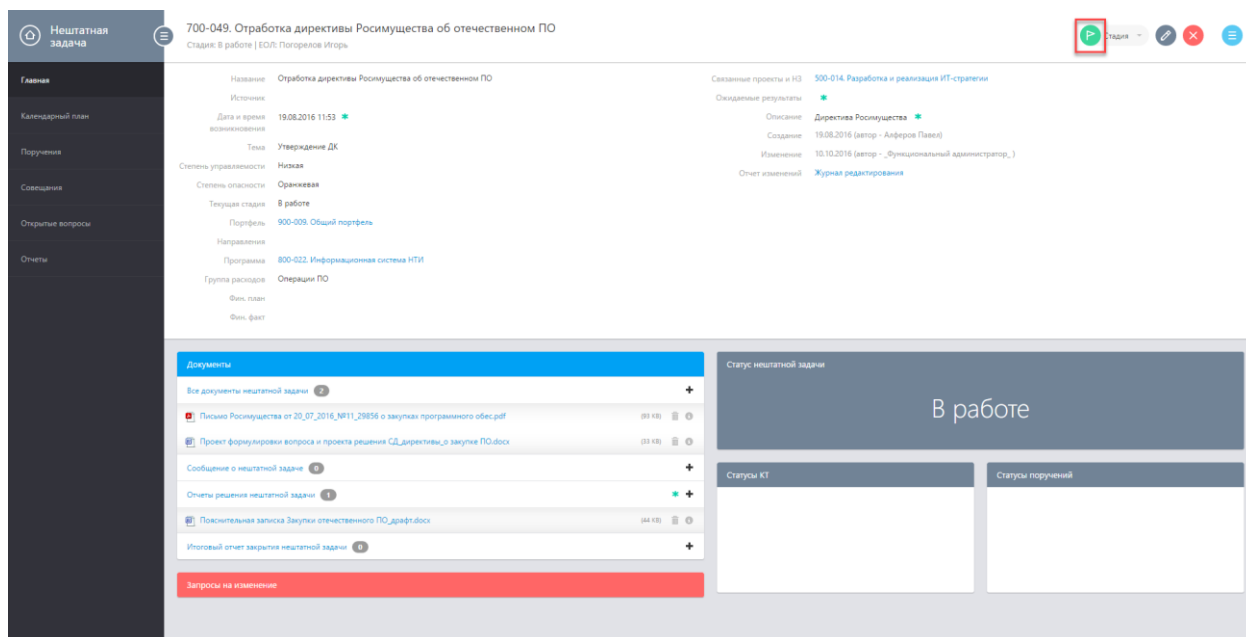 Нештатная
задача
700-049. Отработка директивы Росимущества об отечественном ПО
Стадия: В работе | ЕОЛ: Погорелов Игорь
Стадия
Главная
Календарный план
Поручения
Совещания
Открытые вопросы
Отчеты
Название Отработка директивы Росимущества об отечественном ПО
Источник
Дата и время возникновения 19.08.2016 11:53 *
Тема Утверждение ДК
Степень управляемости Низкая
Степень опасности Оранжевая
Текущая стадия В работе
Портфель 900-009. Общий портфель
Направления
Программа 800-022. Информационная система НТИ
Группа расходов Операции ПО
Фин. план
Фин. факт
Связанные проекты и НЗ 500-014. Разработка и реализация ИТ-стратегии
Ожидаемые результаты *
Описание Директива Росимущества *
Создание 19.08.2016 (автор - Алферов Павел)
Изменение 10.10.2016 (автор - _Функциональный администратор_ )
Отчет изменений Журнал редактирования
Документы
Все документы нештатной задачи 2
Письмо Росимущества от 20_07_2016_№11_29856 о закупках программного обес.pdf (93 KB)
Проект формулировки вопроса и проекта решения СД_директивы_о закупке ПО.docx (33 KB)
Сообщение о нештатной задаче 0
Отчеты решения нештатной задачи 1 *
Пояснительная записка Закупки отечественного ПО_драфт.docx (44 KB)
Итоговый отчет закрытия нештатной задачи 0
Запросы на изменение
Статус нештатной задачи
В работе
Статусы КТ
Статусы поручений